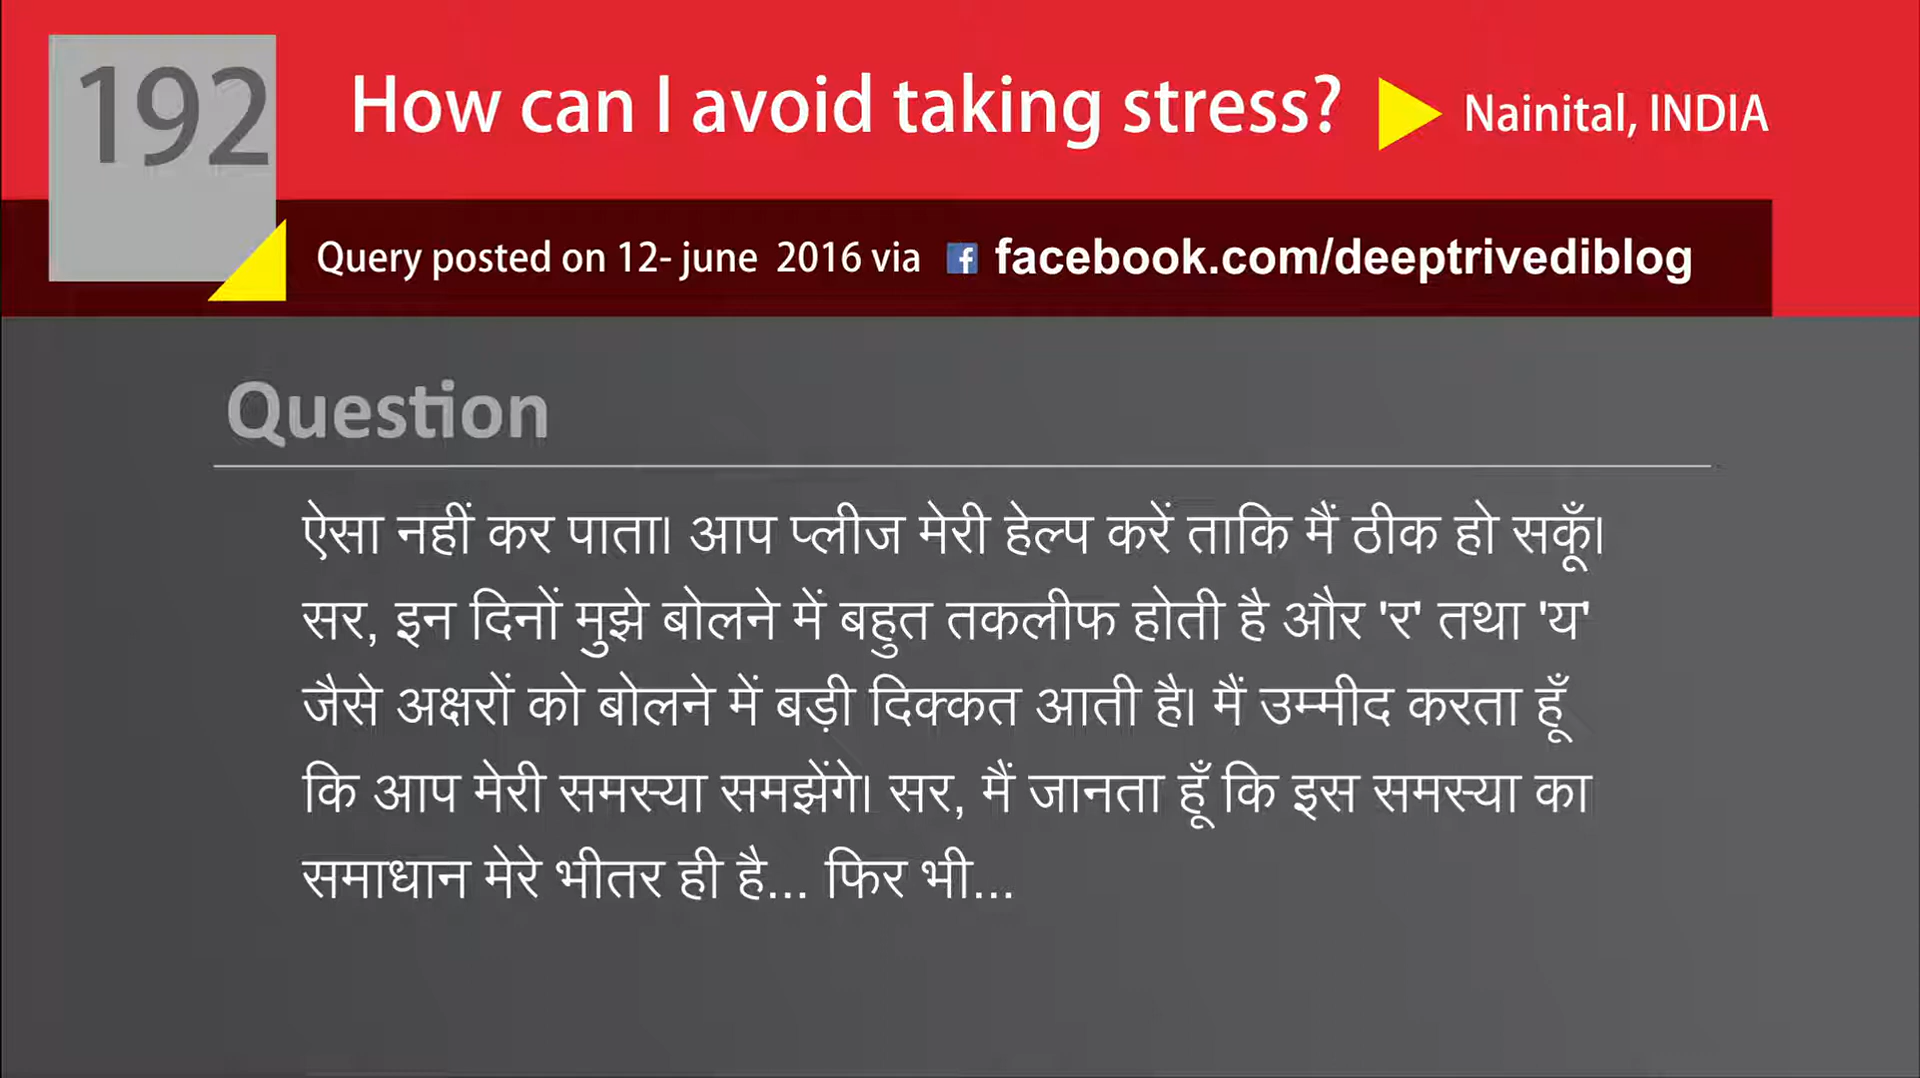 192
How can I avoid taking stress? Nainital, INDIA
Query posted on 12- june 2016 via facebook.com/deeptrivediblog
Question
ऐसा नहीं कर पाता। आप प्लीज मेरी हेल्प करें ताकि मैं ठीक हो सकूँ।
सर, इन दिनों मुझे बोलने में बहुत तकलीफ होती है और 'र' तथा 'य'
जैसे अक्षरों को बोलने में बड़ी दिक्कत आती है। मैं उम्मीद करता हूँ
कि आप मेरी समस्या समझेंगे। सर, मैं जानता हूँ कि इस समस्या का
समाधान मेरे भीतर ही है... फिर भी...